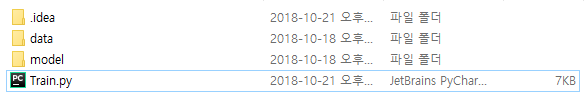 .idea 2018-10-21 오후... 파일 폴더
data 2018-10-18 오후... 파일 폴더
model 2018-10-18 오후... 파일 폴더
PC Train.py 2018-10-21 오후... JetBrains PyChar... 7KB